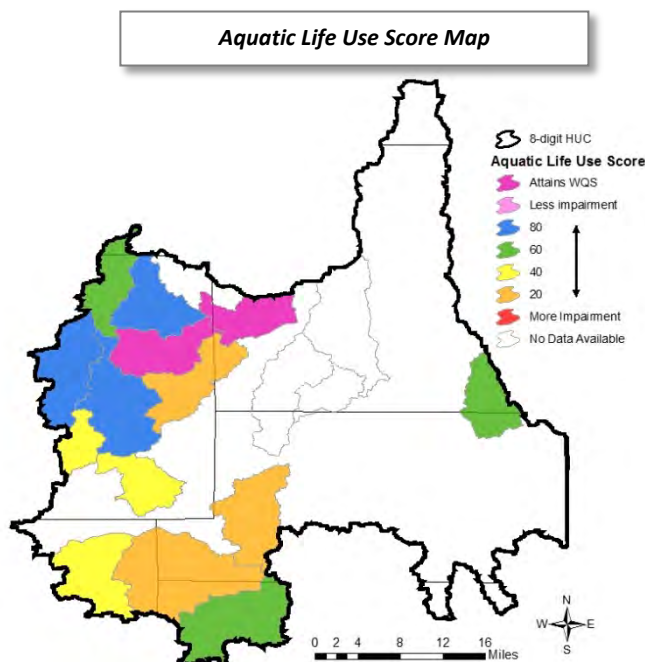 Aquatic Life Use Score Map
8-digit HUC
Aquatic Life Use Score
Attains WQS
Less impairment
80
60
40
20
More Impairment
No Data Available
N
W E
S
0 2 4 8 12 16
Miles